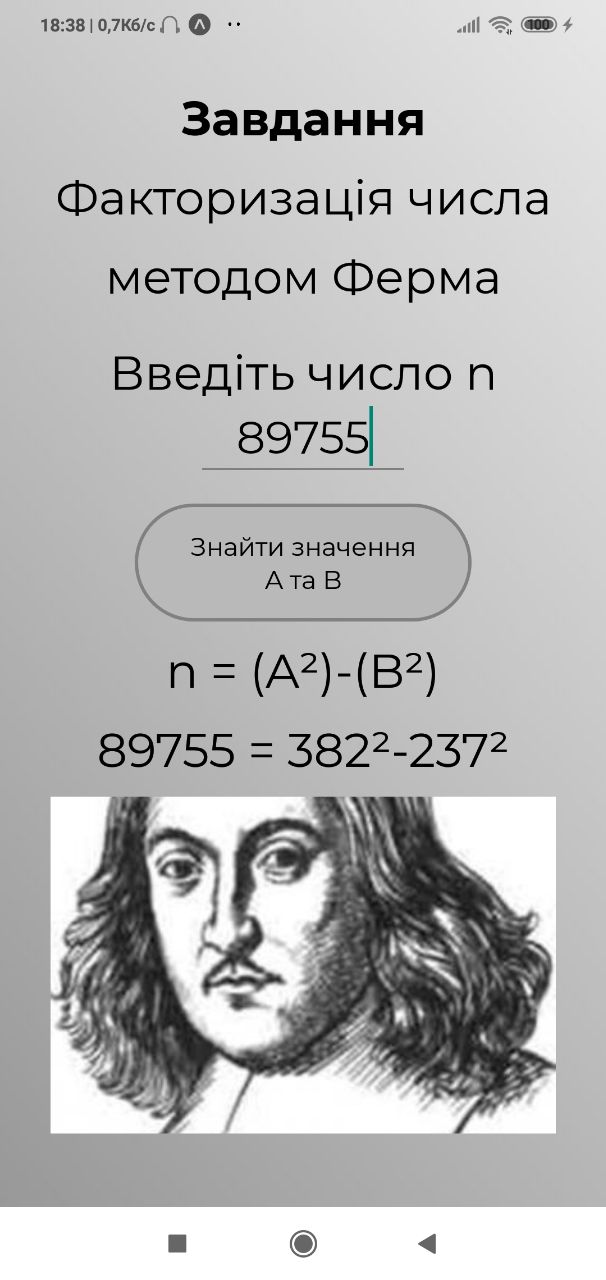 18:38 | 0,7Кб/с
100
Завдання
Факторизація числа
методом Ферма
Введіть число n
89755
Знайти значення
А та В
n = (A²)-(B²)
89755 = 382²-237²